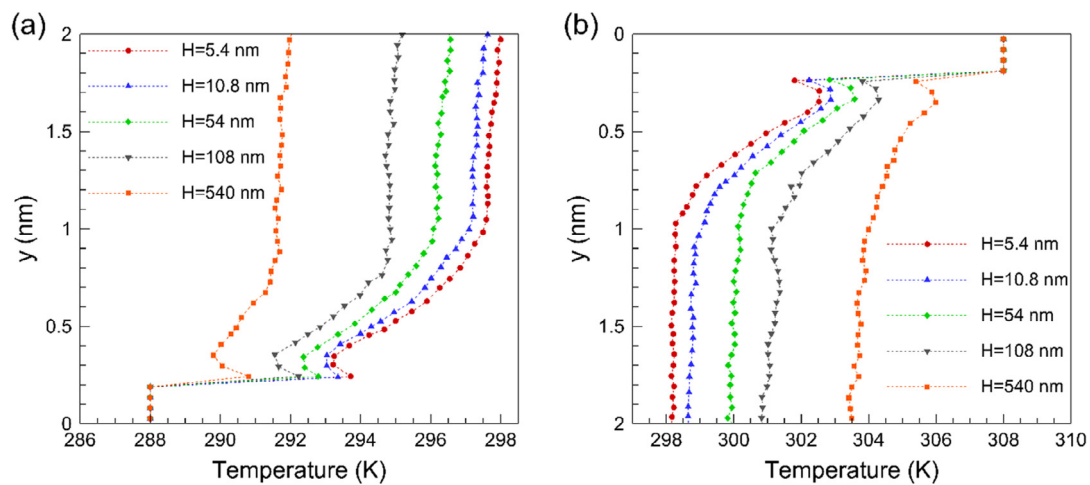 (a)
2
1.5
1
0.5
0
y (nm)
H=5.4 nm
H=10.8 nm
H=54 nm
H=108 nm
H=540 nm
286 288 290 292 294 296 298
Temperature (K)
(b)
0
0.5
1
1.5
2
y (nm)
H=5.4 nm
H=10.8 nm
H=54 nm
H=108 nm
H=540 nm
298 300 302 304 306 308 310
Temperature (K)